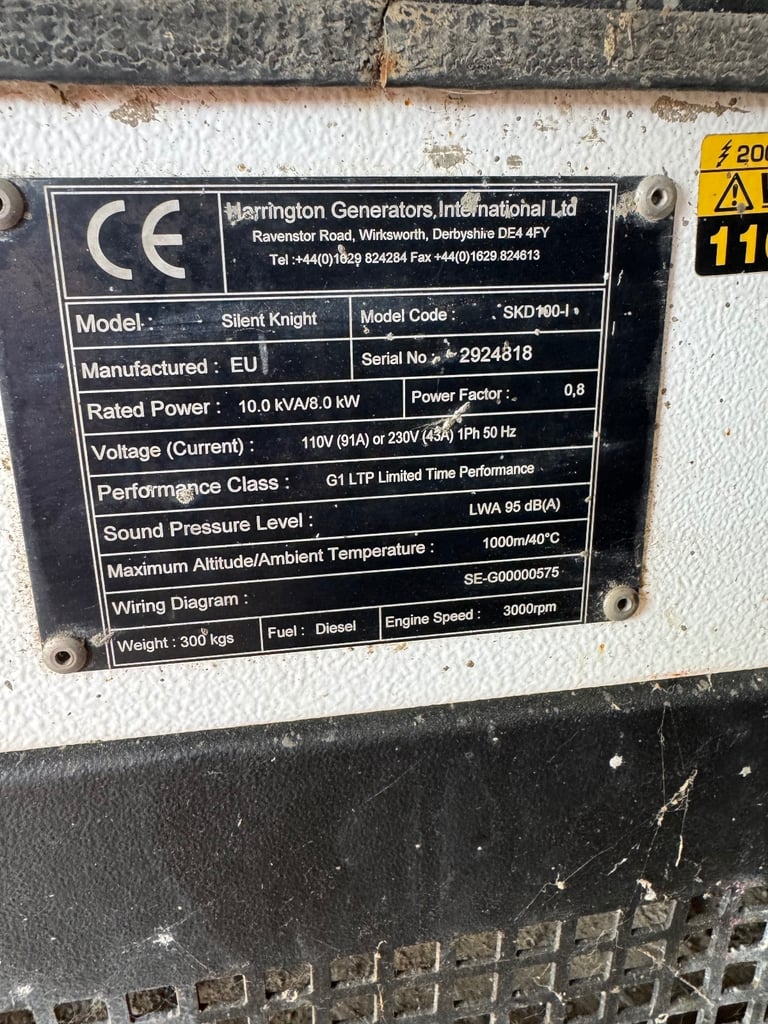 CE
Harrington Generators International Ltd
Ravenstor Road, Wirksworth, Derbyshire DE4 4FY
Tel :+44(0)1629 824284 Fax +44(0)1629 824613
Model : Silent Knight Model Code : SKD100-I
Manufactured : EU Serial No : 2924818
Rated Power : 10.0 kVA/8.0 kW Power Factor : 0,8
Voltage (Current) : 110V (91A) or 230V (43A) 1Ph 50 Hz
Performance Class : G1 LTP Limited Time Performance
Sound Pressure Level : LWA 95 dB(A)
Maximum Altitude/Ambient Temperature : 1000m/40°C
Wiring Diagram : SE-G00000575
Weight : 300 kgs Fuel : Diesel Engine Speed : 3000rpm